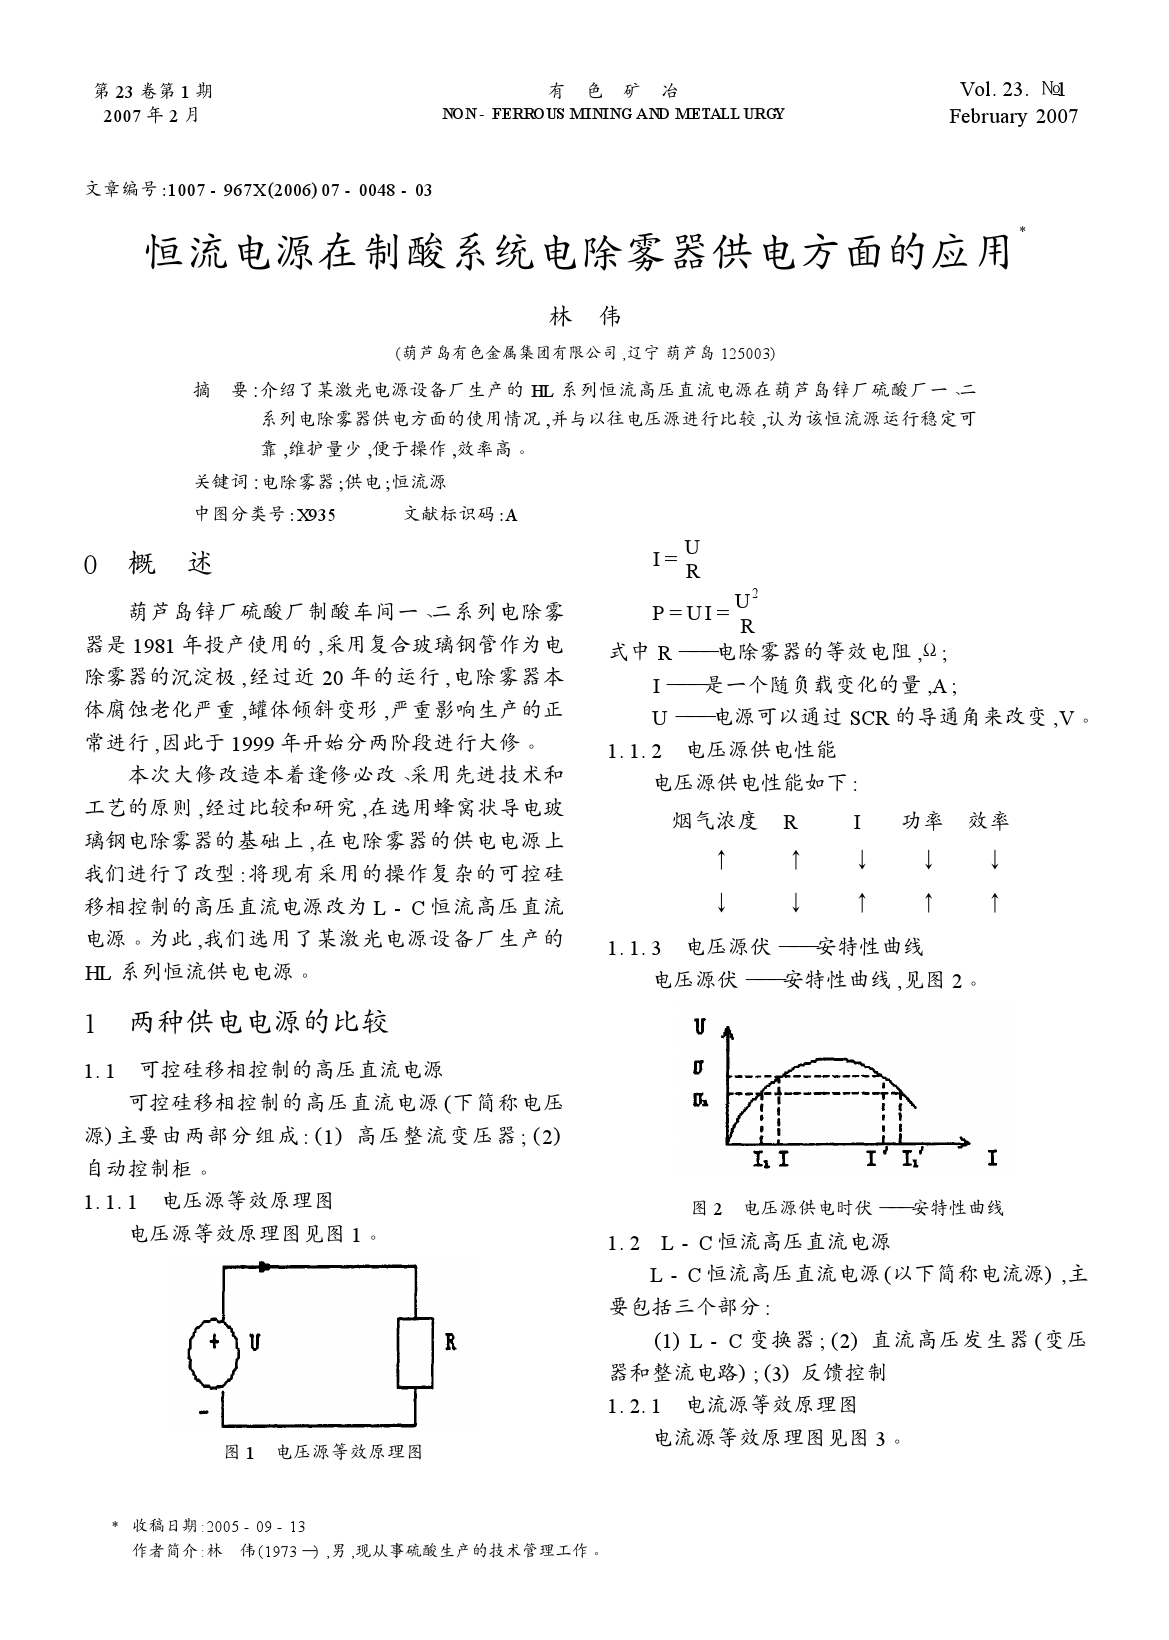 第 23 卷第 1 期
2007 年 2 月
有 色 矿 冶
NON - FERROUS MINING AND METALLURGY
Vol. 23. №1
February 2007
文章编号:1007 - 967X(2006) 07 - 0048 - 03
恒流电源在制酸系统电除雾器供电方面的应用*
林 伟
(葫芦岛有色金属集团有限公司,辽宁 葫芦岛 125003)
摘 要:介绍了某激光电源设备厂生产的 HL 系列恒流高压直流电源在葫芦岛锌厂硫酸厂一、二
系列电除雾器供电方面的使用情况,并与以往电压源进行比较,认为该恒流源运行稳定可
靠,维护量少,便于操作,效率高。
关键词:电除雾器;供电;恒流源
中图分类号:X935 文献标识码:A
0 概 述
葫芦岛锌厂硫酸厂制酸车间一、二系列电除雾
器是 1981 年投产使用的,采用复合玻璃钢管作为电
除雾器的沉淀极,经过近 20 年的运行,电除雾器本
体腐蚀老化严重,罐体倾斜变形,严重影响生产的正
常进行,因此于 1999 年开始分两阶段进行大修。
本次大修改造本着逢修必改、采用先进技术和
工艺的原则,经过比较和研究,在选用蜂窝状导电玻
璃钢电除雾器的基础上,在电除雾器的供电电源上
我们进行了改型:将现有采用的操作复杂的可控硅
移相控制的高压直流电源改为 L - C 恒流高压直流
电源。为此,我们选用了某激光电源设备厂生产的
HL 系列恒流供电电源。
1 两种供电电源的比较
1. 1 可控硅移相控制的高压直流电源
可控硅移相控制的高压直流电源(下简称电压
源)主要由两部分组成:(1) 高压整流变压器;(2)
自动控制柜。
1. 1. 1 电压源等效原理图
电压源等效原理图见图 1。
+ U R
-
图 1 电压源等效原理图
I = U
R
P = U I = U²
R
式中 R ——电除雾器的等效电阻,Ω;
I ——是一个随负载变化的量,A;
U ——电源可以通过 SCR 的导通角来改变,V。
1. 1. 2 电压源供电性能
电压源供电性能如下:
烟气浓度 R I 功率 效率
↑ ↑ ↓ ↓ ↓
↓ ↓ ↑ ↑ ↑
1. 1. 3 电压源伏——安特性曲线
电压源伏——安特性曲线,见图 2。
U
U
U₁
I₁ I I′ I₁′ I
图 2 电压源供电时伏——安特性曲线
1. 2 L - C 恒流高压直流电源
L - C 恒流高压直流电源(以下简称电流源),主
要包括三个部分:
(1) L - C 变换器;(2) 直流高压发生器(变压
器和整流电路);(3) 反馈控制
1. 2. 1 电流源等效原理图
电流源等效原理图见图 3。
* 收稿日期:2005 - 09 - 13
作者简介:林 伟(1973 —),男,现从事硫酸生产的技术管理工作。